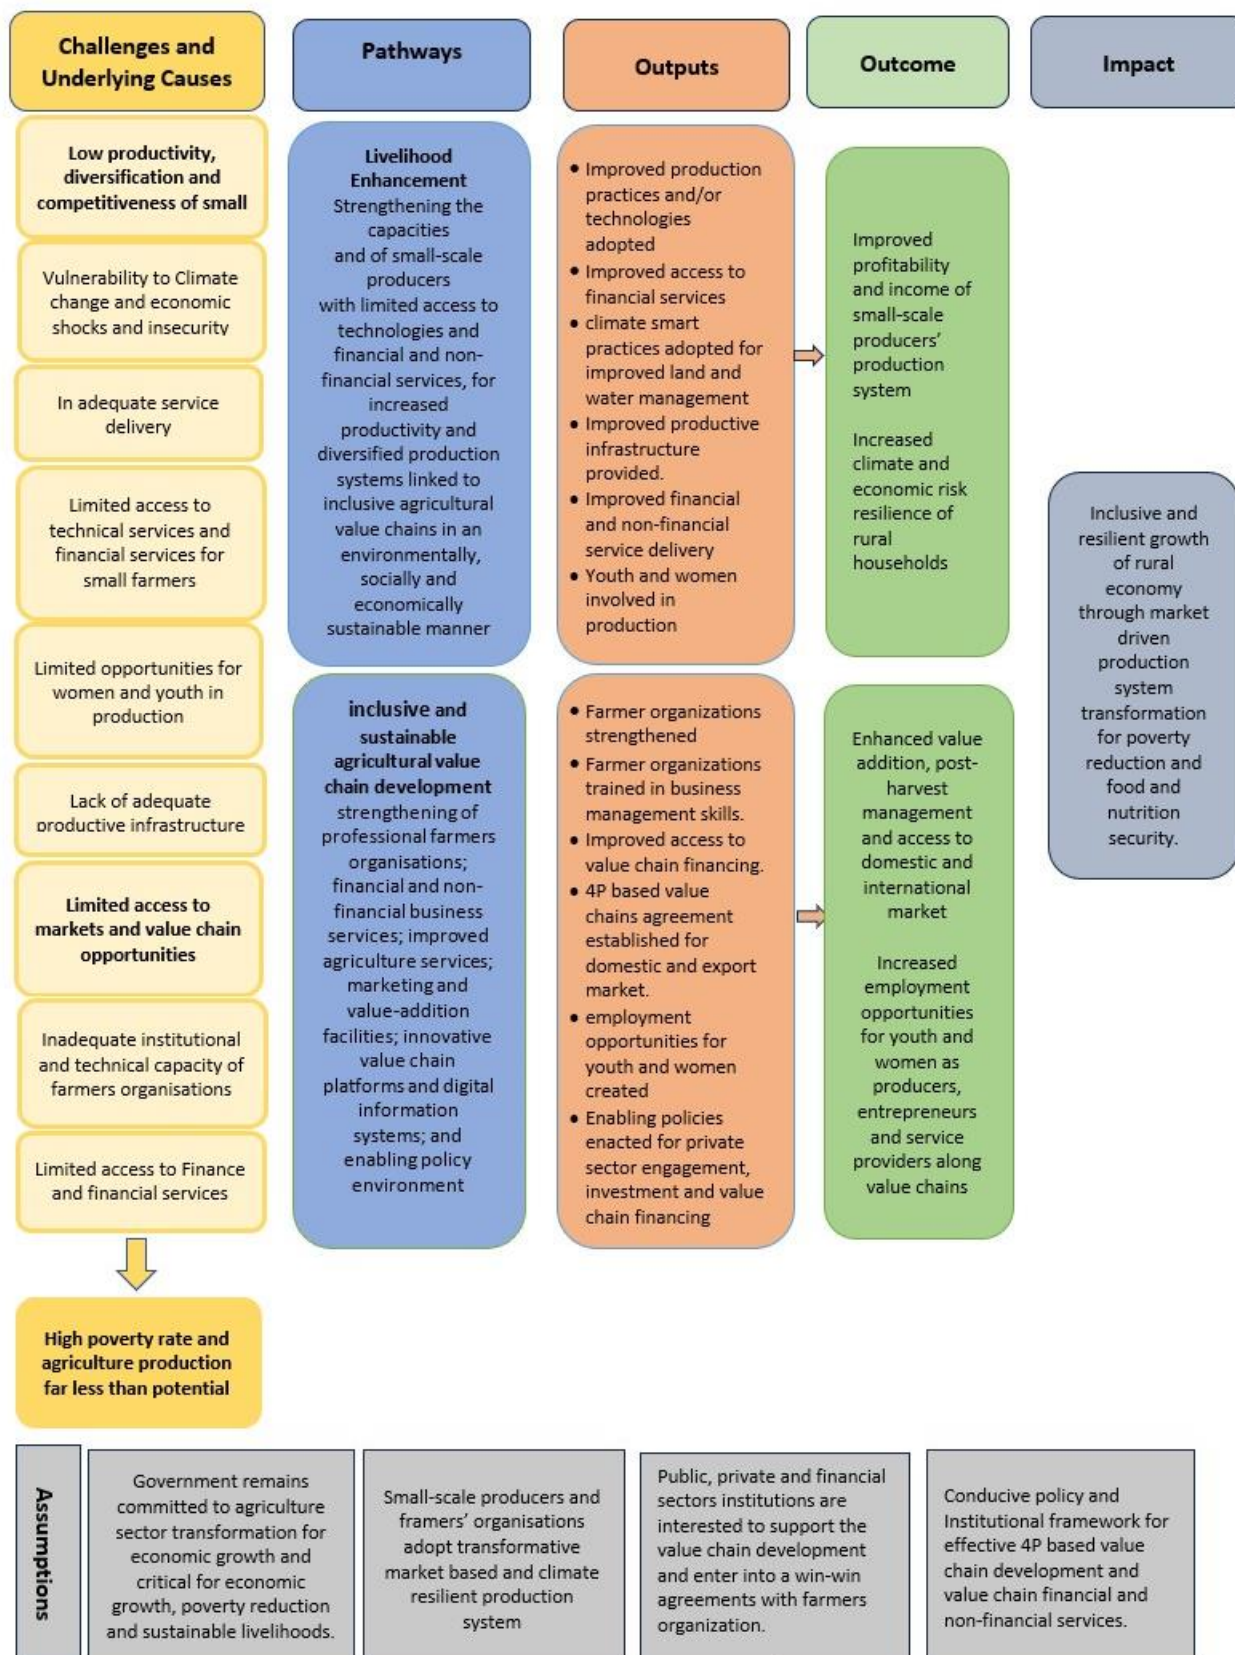 Challenges and
Underlying Causes
Pathways
Outputs
Outcome
Impact
Low productivity,
diversification and
competitiveness of small
Vulnerability to Climate
change and economic
shocks and insecurity
In adequate service
delivery
Limited access to
technical services and
financial services for
small farmers
Limited opportunities for
women and youth in
production
Lack of adequate
productive infrastructure
Limited access to
markets and value chain
opportunities
Inadequate institutional
and technical capacity of
farmers organisations
Limited access to Finance
and financial services
High poverty rate and
agriculture production
far less than potential
Livelihood
Enhancement
Strengthening the
capacities
and of small-scale
producers
with limited access to
technologies and
financial and non-
financial services, for
increased
productivity and
diversified production
systems linked to
inclusive agricultural
value chains in an
environmentally,
socially and
economically
sustainable manner
inclusive and
sustainable
agricultural value
chain development
strengthening of
professional farmers
organisations;
financial and non-
financial business
services; improved
agriculture services;
marketing and
value-addition
facilities; innovative
value chain
platforms and digital
information
systems; and
enabling policy
environment
• Improved production
practices and/or
technologies
adopted
• Improved access to
financial services
• climate smart
practices adopted for
improved land and
water management
• Improved productive
infrastructure
provided.
• Improved financial
and non-financial
service delivery
• Youth and women
involved in
production
• Farmer organizations
strengthened
• Farmer organizations
trained in business
management skills.
• Improved access to
value chain financing.
• 4P based value
chains agreement
established for
domestic and export
market.
• employment
opportunities for
youth and women
created
• Enabling policies
enacted for private
sector engagement,
investment and value
chain financing
Improved
profitability
and income of
small-scale
producers’
production
system
Increased
climate and
economic risk
resilience of
rural
households
Enhanced value
addition, post-
harvest
management
and access to
domestic and
international
market
Increased
employment
opportunities
for youth and
women as
producers,
entrepreneurs
and service
providers along
value chains
Inclusive and
resilient growth
of rural
economy
through market
driven
production
system
transformation
for poverty
reduction and
food and
nutrition
security.
Assumptions
Government remains
committed to agriculture
sector transformation for
economic growth and
critical for economic
growth, poverty reduction
and sustainable livelihoods.
Small-scale producers and
framers’ organisations
adopt transformative
market based and climate
resilient production
system
Public, private and financial
sectors institutions are
interested to support the
value chain development
and enter into a win-win
agreements with farmers
organization.
Conducive policy and
Institutional framework for
effective 4P based value
chain development and
value chain financial and
non-financial services.